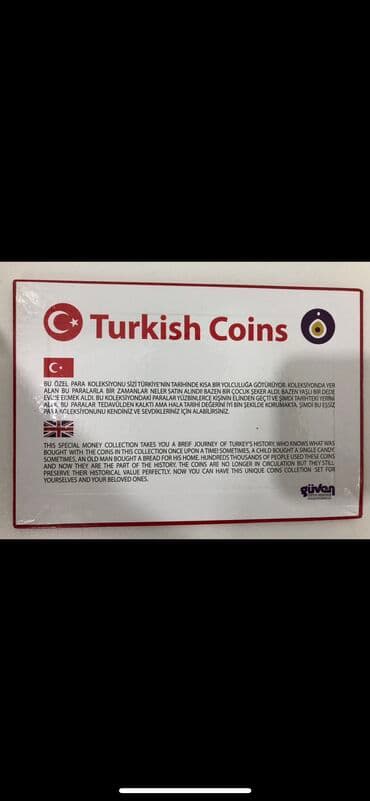 Turkish Coins
BU ÖZEL PARA KOLEKSİYONU SİZİ TÜRKİYE'NİN TARİHİNDE KISA BİR YOLCULUĞA GÖTÜRÜYOR. KOLEKSİYONDA YER
ALAN BU PARALARLA BİR ZAMANLAR NELER SATIN ALINDI! BAZEN BİR ÇOCUK ŞEKER ALDI. BAZEN YAŞLI BİR DEDE
EVİNE EKMEK ALDI. BU KOLEKSİYONDAKİ PARALAR YÜZBİNLERCE KİŞİNİN ELİNDEN GEÇTİ VE ŞİMDİ TARİHTEKİ YERİNİ
ALDI. BU PARALAR TEDAVÜLDEN KALKTI AMA HALA TARİHİ DEĞERİNİ İYİ BİN ŞEKİLDE KORUMAKTA. ŞİMDİ BU EŞSİZ
PARA KOLEKSİYONUNU KENDİNİZ VE SEVDİKLERİNİZ İÇİN ALABİLİRSİNİZ.
THIS SPECIAL MONEY COLLECTION TAKES YOU A BREIF JOURNEY OF TURKEY'S HISTORY. WHO KNOWS WHAT WAS
BOUGHT WITH THE COINS IN THIS COLLECTION ONCE UPON A TIME! SOMETIMES, A CHILD BOUGHT A SINGLE CANDY,
SOMETIMES, AN OLD MAN BOUGHT A BREAD FOR HIS HOME. HUNDREDS THOUSANDS OF PEOPLE USED THESE COINS
AND NOW THEY ARE THE PART OF THE HISTORY. THE COINS ARE NO LONGER IN CIRCULATION BUT THEY STILL
PRESERVE THEIR HISTORICAL VALUE PERFECTLY. NOW YOU CAN HAVE THIS UNIQUE COINS COLLETION SET FOR
YOURSELVES AND YOUR BELOVED ONES.
güven